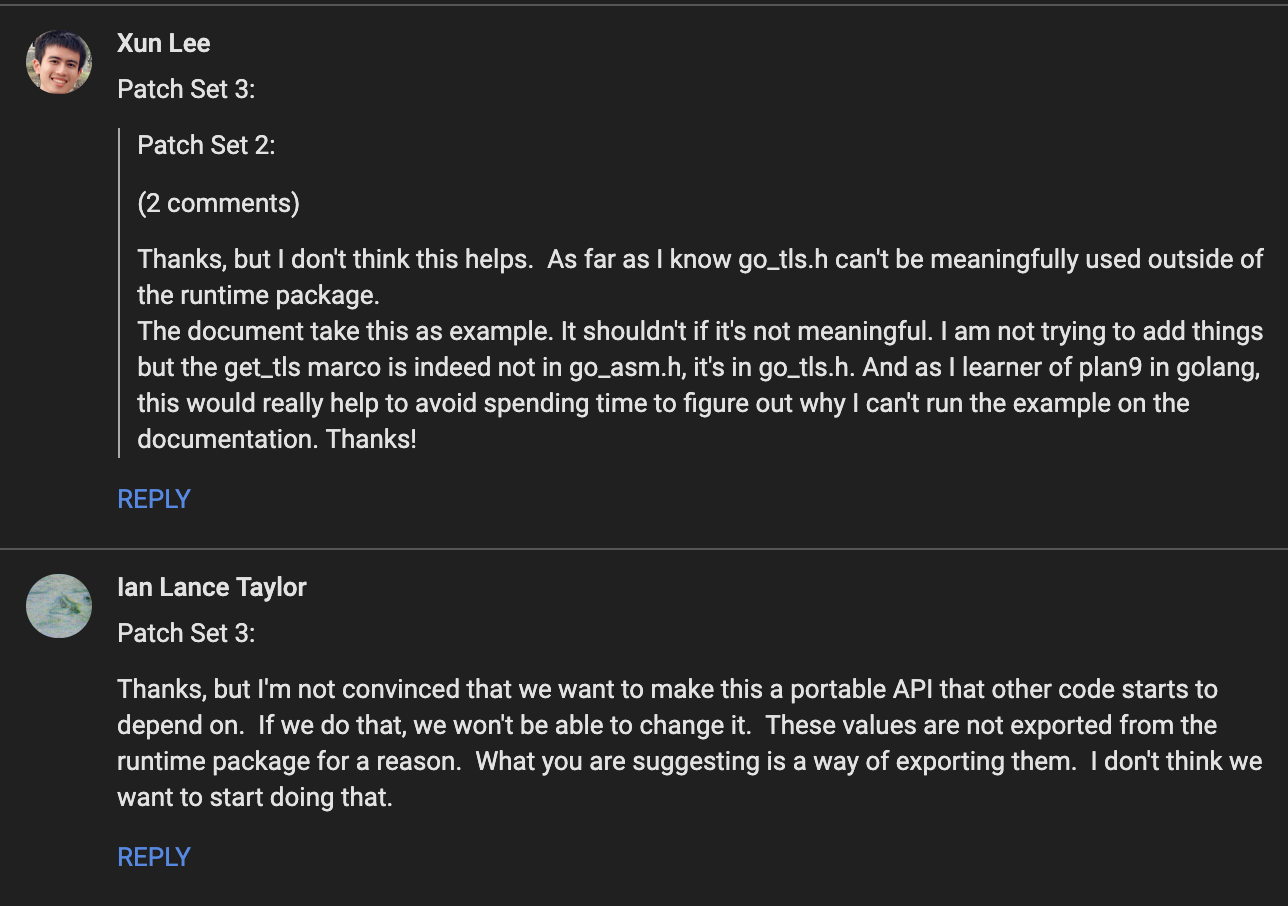 Xun Lee
Patch Set 3:
Patch Set 2:
(2 comments)
Thanks, but I don't think this helps.  As far as I know go_tls.h can't be meaningfully used outside of
the runtime package.
The document take this as example. It shouldn't if it's not meaningful. I am not trying to add things
but the get_tls marco is indeed not in go_asm.h, it's in go_tls.h. And as I learner of plan9 in golang,
this would really help to avoid spending time to figure out why I can't run the example on the
documentation. Thanks!
REPLY
Ian Lance Taylor
Patch Set 3:
Thanks, but I'm not convinced that we want to make this a portable API that other code starts to
depend on.  If we do that, we won't be able to change it.  These values are not exported from the
runtime package for a reason.  What you are suggesting is a way of exporting them.  I don't think we
want to start doing that.
REPLY